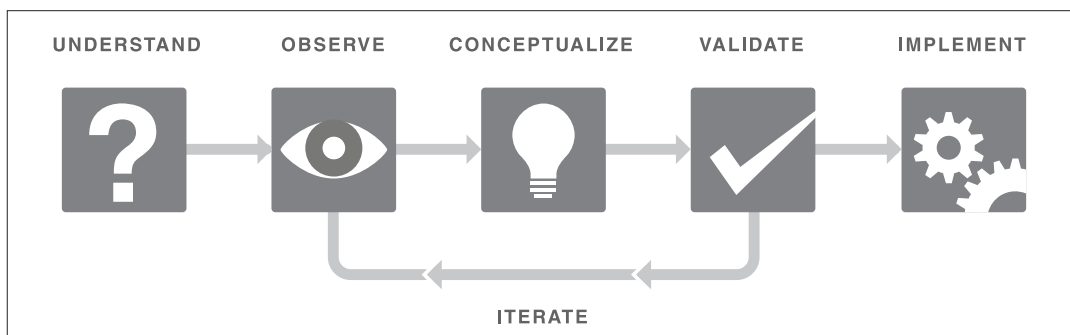 UNDERSTAND OBSERVE CONCEPTUALIZE VALIDATE IMPLEMENT
?
ITERATE